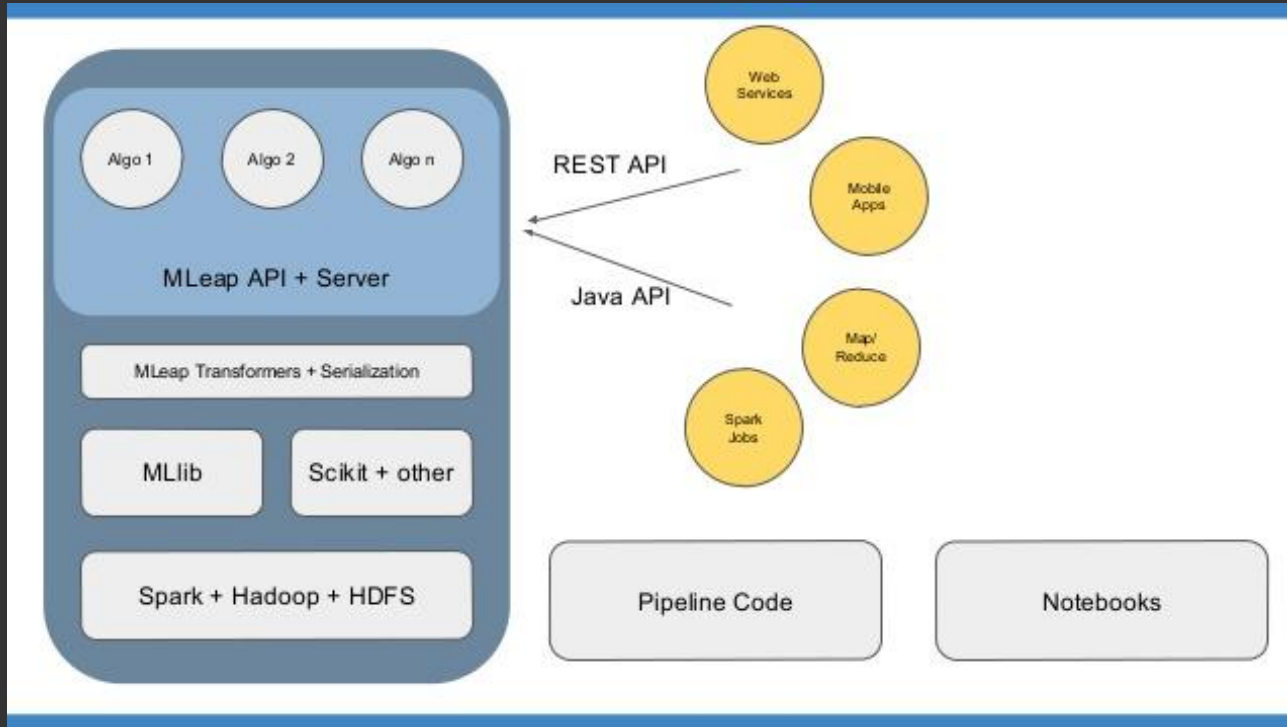 Algo 1
Algo 2
Algo n
MLeap API + Server
MLeap Transformers + Serialization
MLlib
Scikit + other
Spark + Hadoop + HDFS
REST API
Java API
Web
Services
Mobile
Apps
Map/
Reduce
Spark
Jobs
Pipeline Code
Notebooks